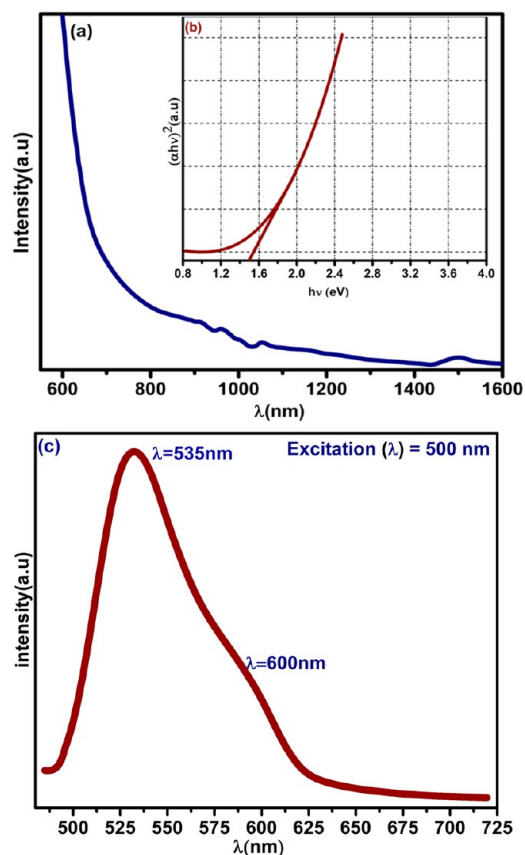 (a)
(b)
Intensity(a.u)
(αhν)²(a.u)
0.8 1.2 1.6 2.0 2.4 2.8 3.2 3.6 4.0
hν (eV)
600 800 1000 1200 1400 1600
λ(nm)
(c)
λ=535nm
Excitation (λ) = 500 nm
λ=600nm
intensity(a.u)
500 525 550 575 600 625 650 675 700 725
λ(nm)